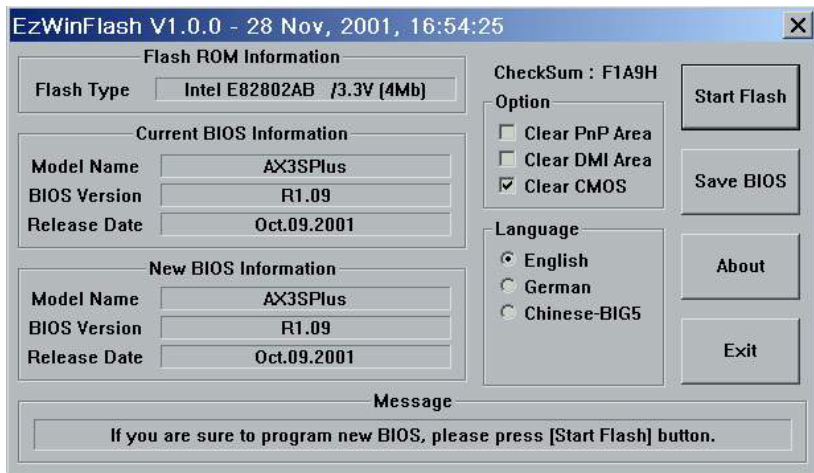 EzWinFlash V1.0.0 - 28 Nov, 2001, 16:54:25
Flash ROM Information
Flash Type Intel E82802AB /3.3V (4Mb)
Current BIOS Information
Model Name AX3SPlus
BIOS Version R1.09
Release Date Oct.09.2001
New BIOS Information
Model Name AX3SPlus
BIOS Version R1.09
Release Date Oct.09.2001
CheckSum : F1A9H
Option
Clear PnP Area
Clear DMI Area
Clear CMOS
Language
English
German
Chinese-BIG5
Start Flash
Save BIOS
About
Exit
Message
If you are sure to program new BIOS, please press [Start Flash] button.